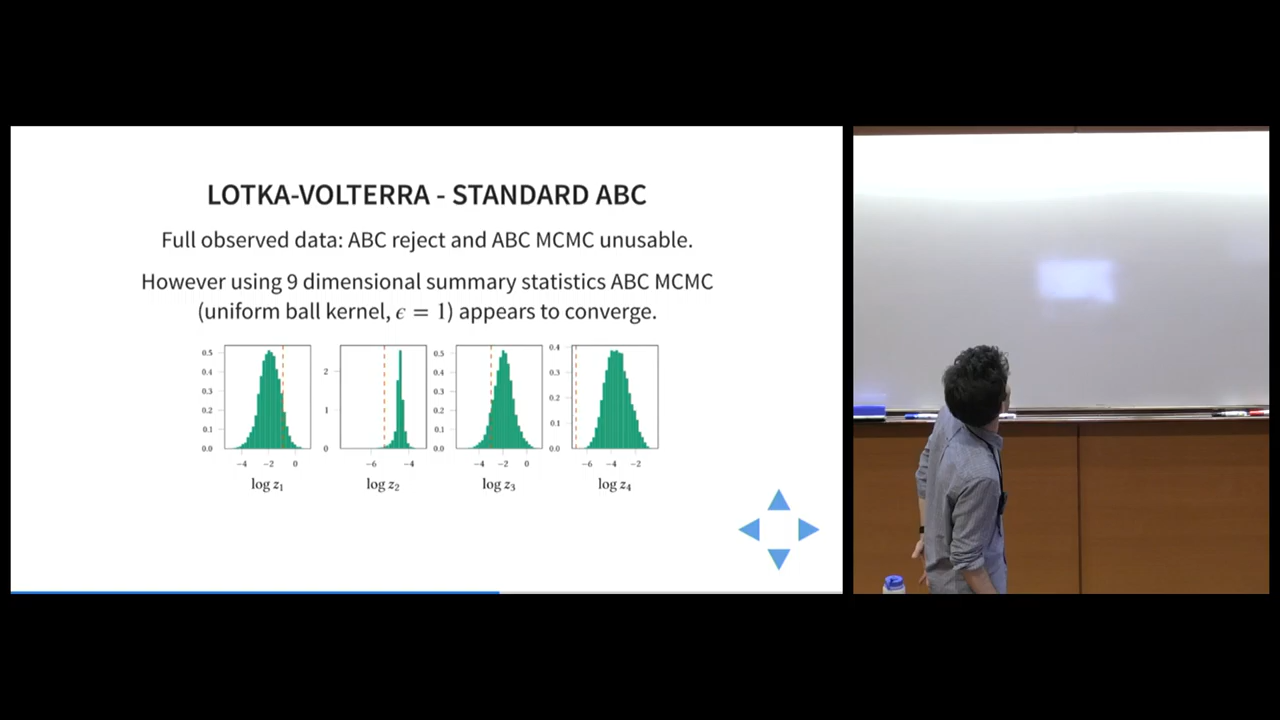 LOTKA-VOLTERRA - STANDARD ABC
Full observed data: ABC reject and ABC MCMC unusable.
However using 9 dimensional summary statistics ABC MCMC
(uniform ball kernel, ϵ = 1) appears to converge.
0.5
0.4
0.3
0.2
0.1
0.0
−4 −2 0
log z₁
2
1
0
−6 −4
log z₂
0.5
0.4
0.3
0.2
0.1
0.0
−4 −2 0
log z₃
0.4
0.3
0.2
0.1
0.0
−6 −4 −2
log z₄